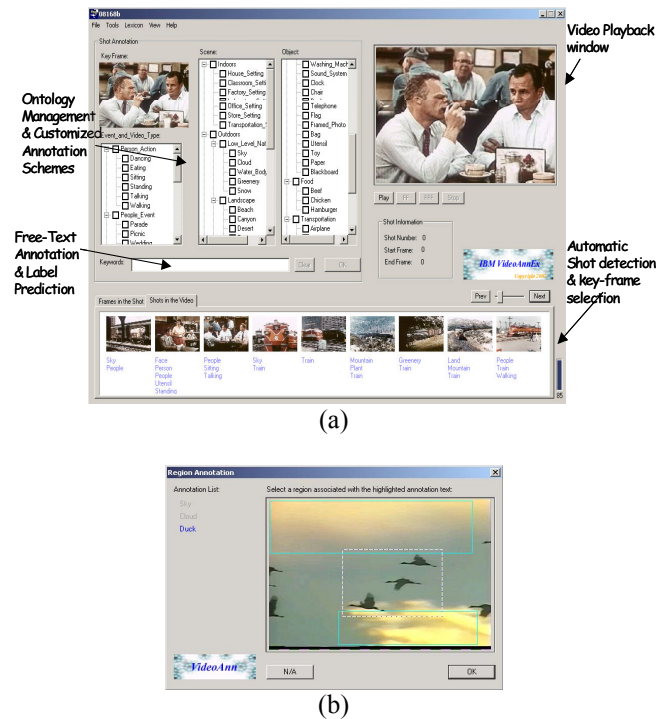 08168b
File Tools Lexicon View Help
Shot Annotation
Key Frame:
Event_and_Video_Type:
Person_Action
Dancing
Eating
Sitting
Standing
Talking
Walking
People_Event
Parade
Picnic
Wedding
Scene:
Indoors
House_Setting
Classroom_Setti
Factory_Setting
Office_Setting
Store_Setting
Transportation_
Outdoors
Low_Level_Nat
Sky
Cloud
Water_Body
Greenery
Snow
Landscape
Beach
Canyon
Desert
Object:
Washing_Mach
Sound_System
Clock
Chair
Telephone
Flag
Framed_Photo
Bag
Utensil
Toy
Paper
Blackboard
Food
Beef
Chicken
Hamburger
Transportation
Airplane
Keywords:
Clear
OK
Play
FF
FFF
Stop
Shot Information
Shot Number: 0
Start Frame: 0
End Frame: 0
IBM VideoAnnEx
Prev
Next
Frames in the Shot
Shots in the Video
Sky
People
Face
Person
People
Utensil
Standing
People
Sitting
Talking
Sky
Train
Train
Mountain
Plant
Train
Greenery
Train
Land
Mountain
Train
People
Train
Walking
85
Ontology
Management
& Customized
Annotation
Schemes
Free-Text
Annotation
& Label
Prediction
Video Playback
window
Automatic
Shot detection
& key-frame
selection
(a)
Region Annotation
Annotation List:
Sky
Cloud
Duck
Select a region associated with the highlighted annotation text:
VideoAnn
N/A
OK
(b)